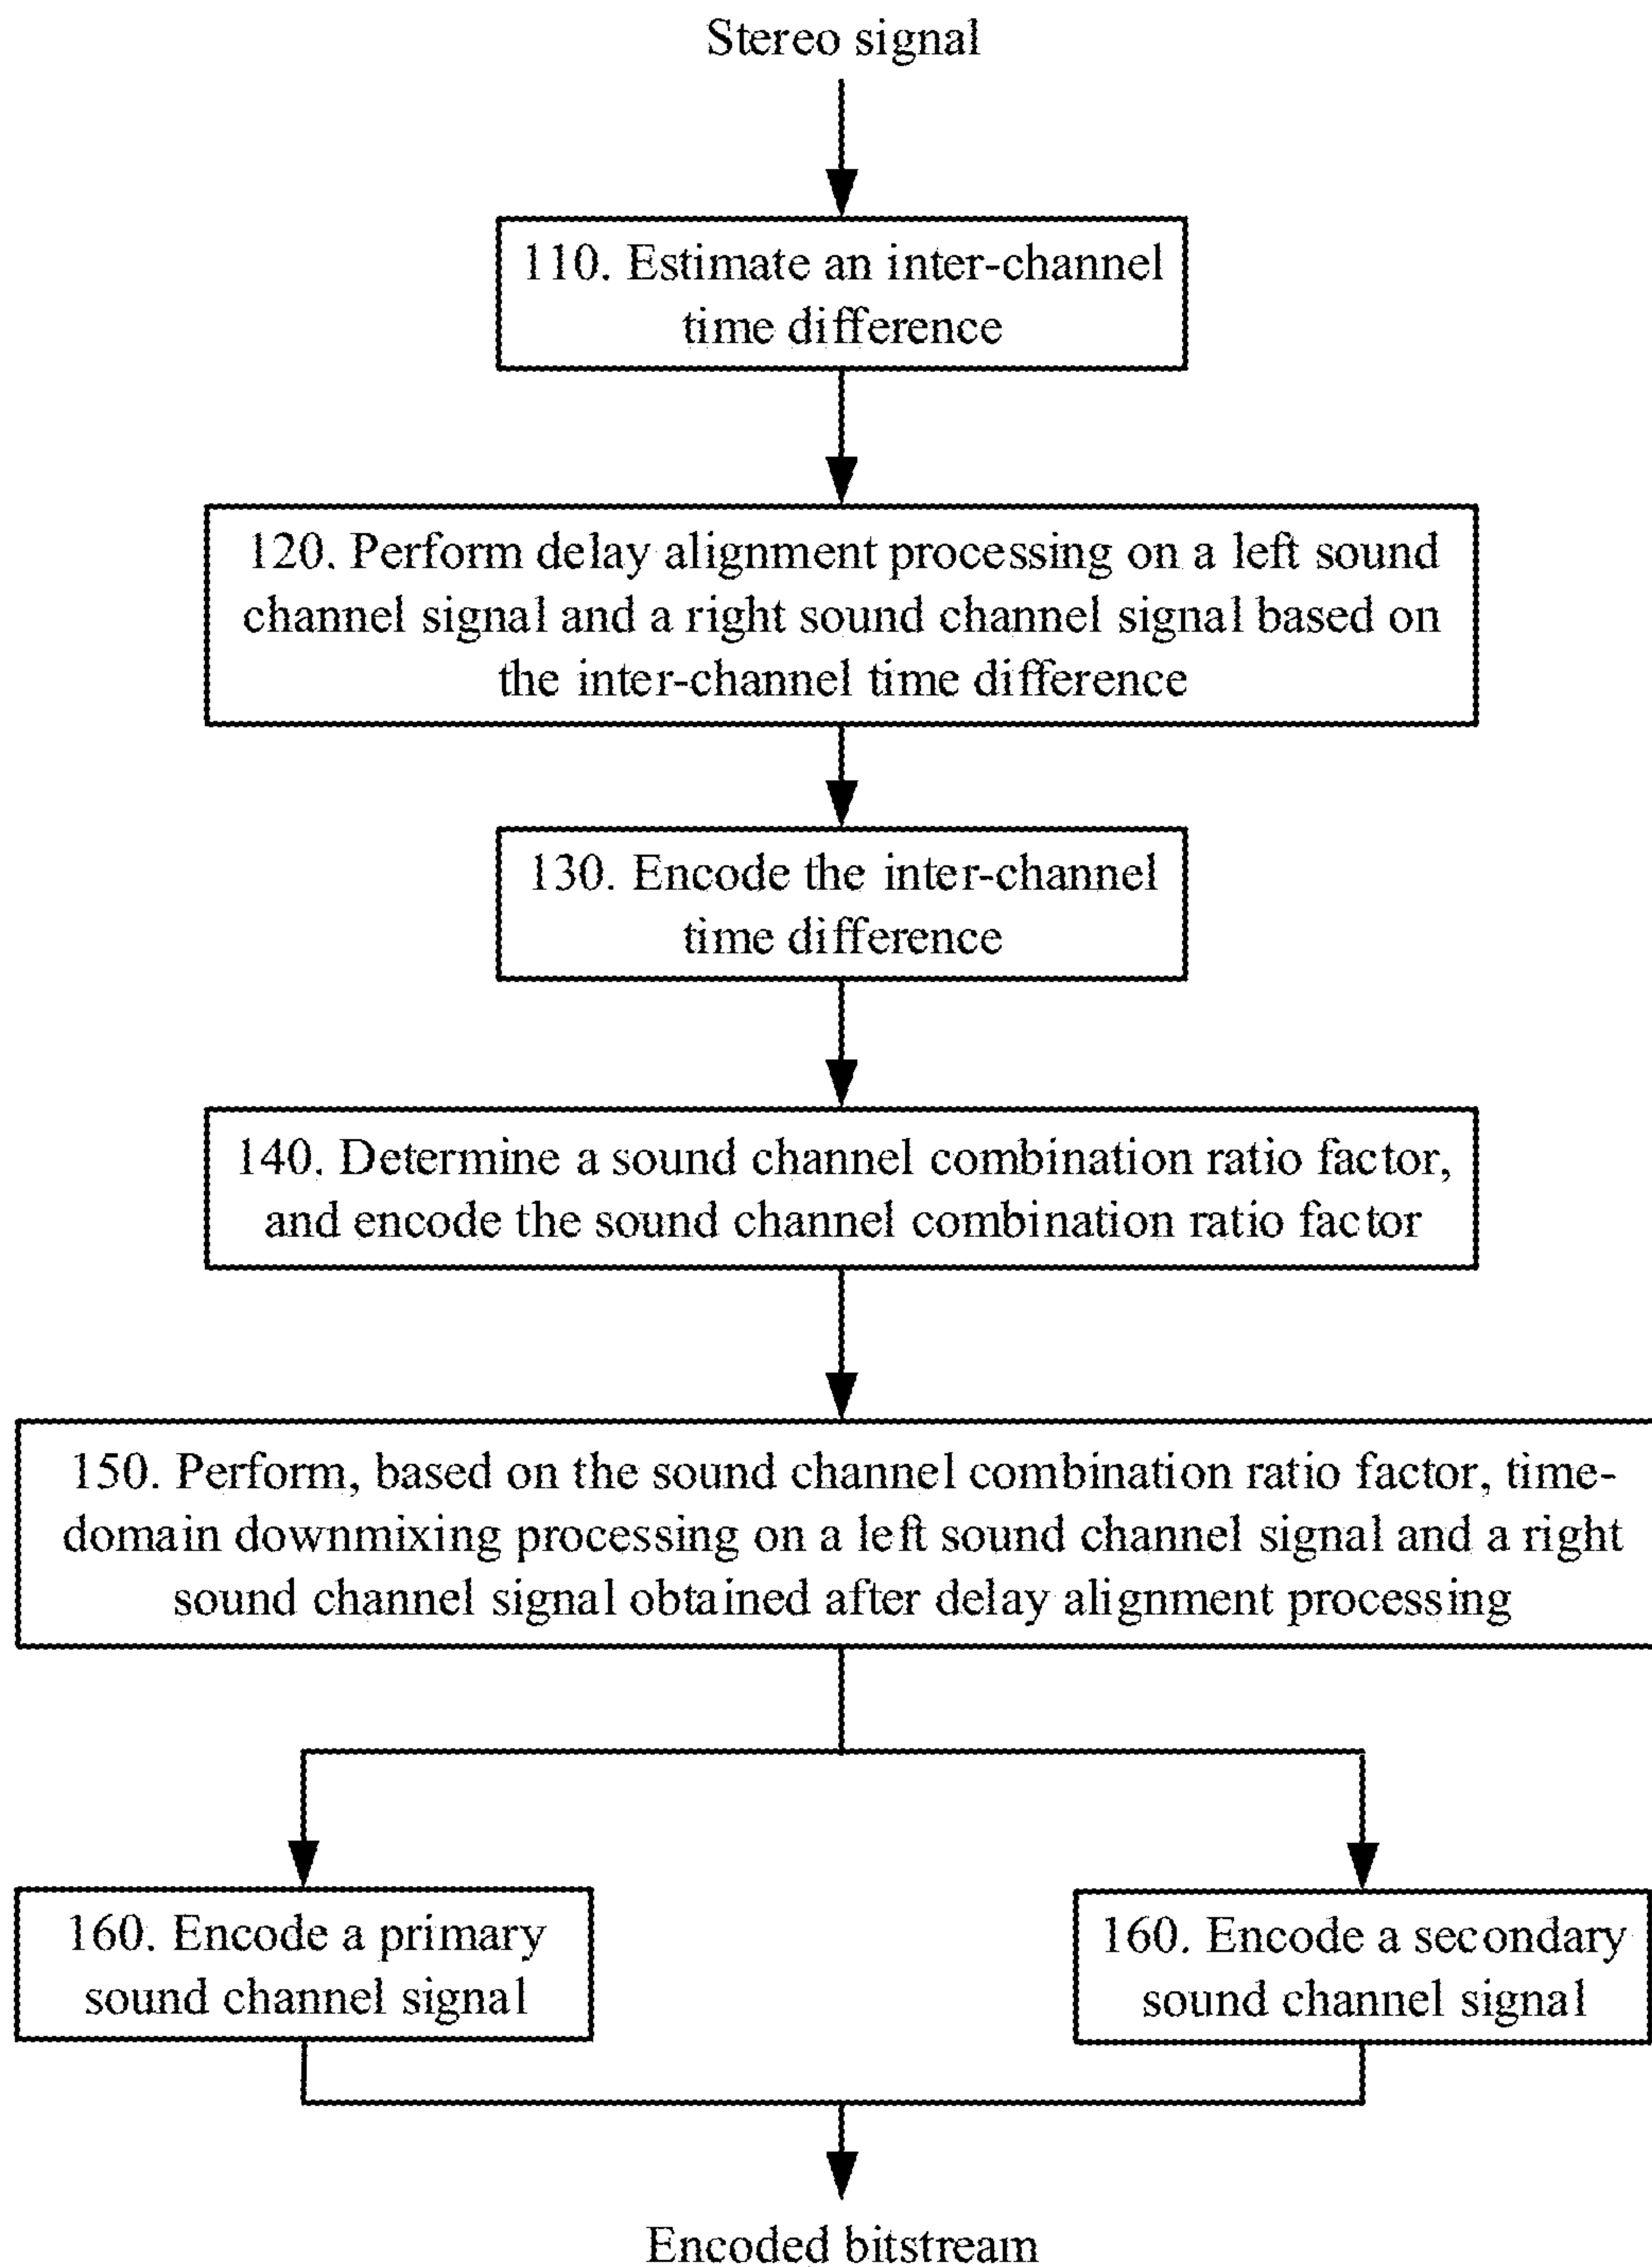 Stereo signal
110. Estimate an inter-channel
time difference
120. Perform delay alignment processing on a left sound
channel signal and a right sound channel signal based on
the inter-channel time difference
130. Encode the inter-channel
time difference
140. Determine a sound channel combination ratio factor,
and encode the sound channel combination ratio factor
150. Perform, based on the sound channel combination ratio factor, time-
domain downmixing processing on a left sound channel signal and a right
sound channel signal obtained after delay alignment processing
160. Encode a primary
sound channel signal
160. Encode a secondary
sound channel signal
Encoded bitstream